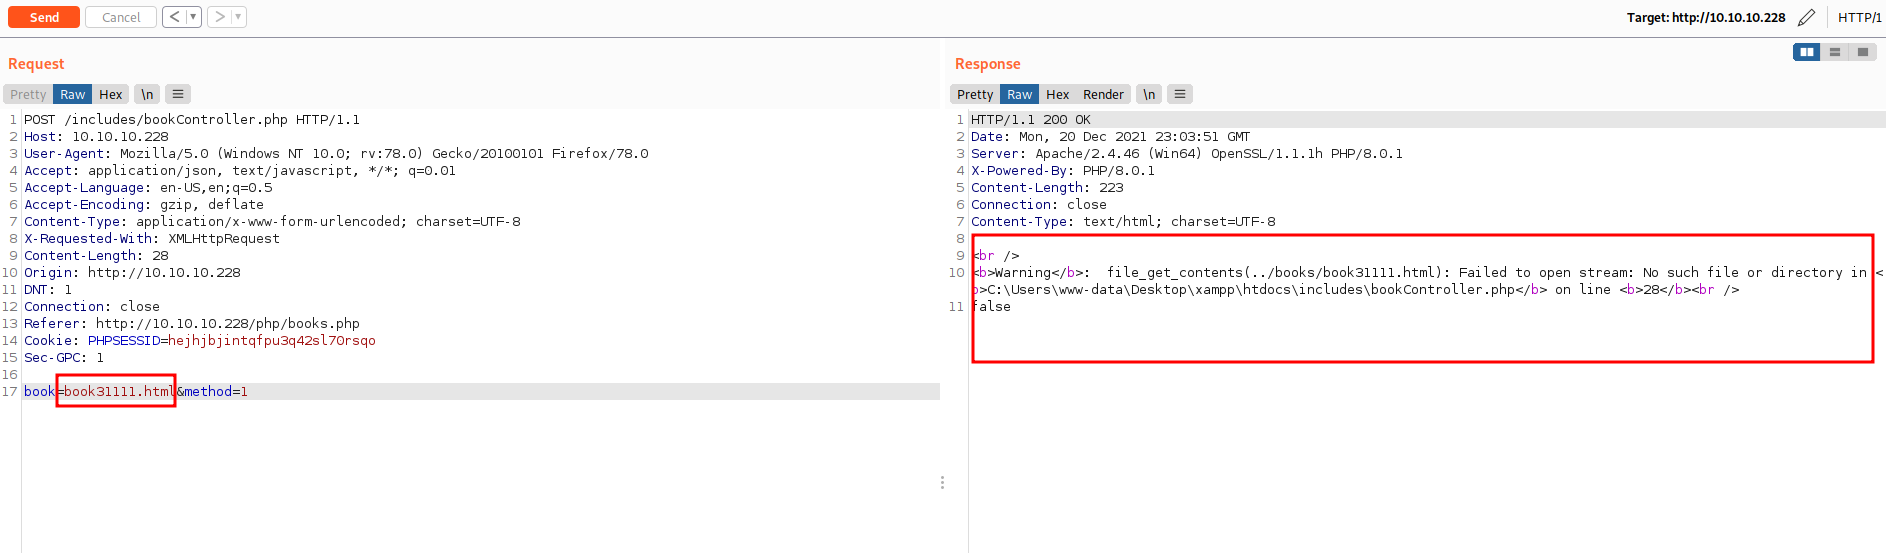 Send Cancel < > Target: http://10.10.10.228 HTTP/1
Request
Pretty Raw Hex \n
1 POST /includes/bookController.php HTTP/1.1
2 Host: 10.10.10.228
3 User-Agent: Mozilla/5.0 (Windows NT 10.0; rv:78.0) Gecko/20100101 Firefox/78.0
4 Accept: application/json, text/javascript, */*; q=0.01
5 Accept-Language: en-US,en;q=0.5
6 Accept-Encoding: gzip, deflate
7 Content-Type: application/x-www-form-urlencoded; charset=UTF-8
8 X-Requested-With: XMLHttpRequest
9 Content-Length: 28
10 Origin: http://10.10.10.228
11 DNT: 1
12 Connection: close
13 Referer: http://10.10.10.228/php/books.php
14 Cookie: PHPSESSID=hejhjbjintqfpu3q42sl70rsqo
15 Sec-GPC: 1
16
17 book=book31111.html&method=1
Response
Pretty Raw Hex Render \n
1 HTTP/1.1 200 OK
2 Date: Mon, 20 Dec 2021 23:03:51 GMT
3 Server: Apache/2.4.46 (Win64) OpenSSL/1.1.1h PHP/8.0.1
4 X-Powered-By: PHP/8.0.1
5 Content-Length: 223
6 Connection: close
7 Content-Type: text/html; charset=UTF-8
8
9 <br />
10 <b>Warning</b>:  file_get_contents(../books/book31111.html): Failed to open stream: No such file or directory in <
b>C:\Users\www-data\Desktop\xampp\htdocs\includes\bookController.php</b> on line <b>28</b><br />
11 false